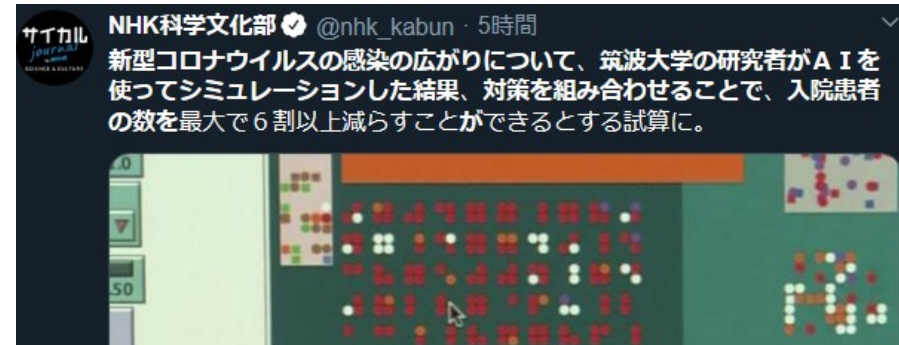 サイカル
journal
by NHK
SCIENCE & CULTURE
NHK科学文化部 @nhk_kabun · 5時間
新型コロナウイルスの感染の広がりについて、筑波大学の研究者がＡＩを
使ってシミュレーションした結果、対策を組み合わせることで、入院患者
の数を最大で６割以上減らすことができるとする試算に。
.0
.50